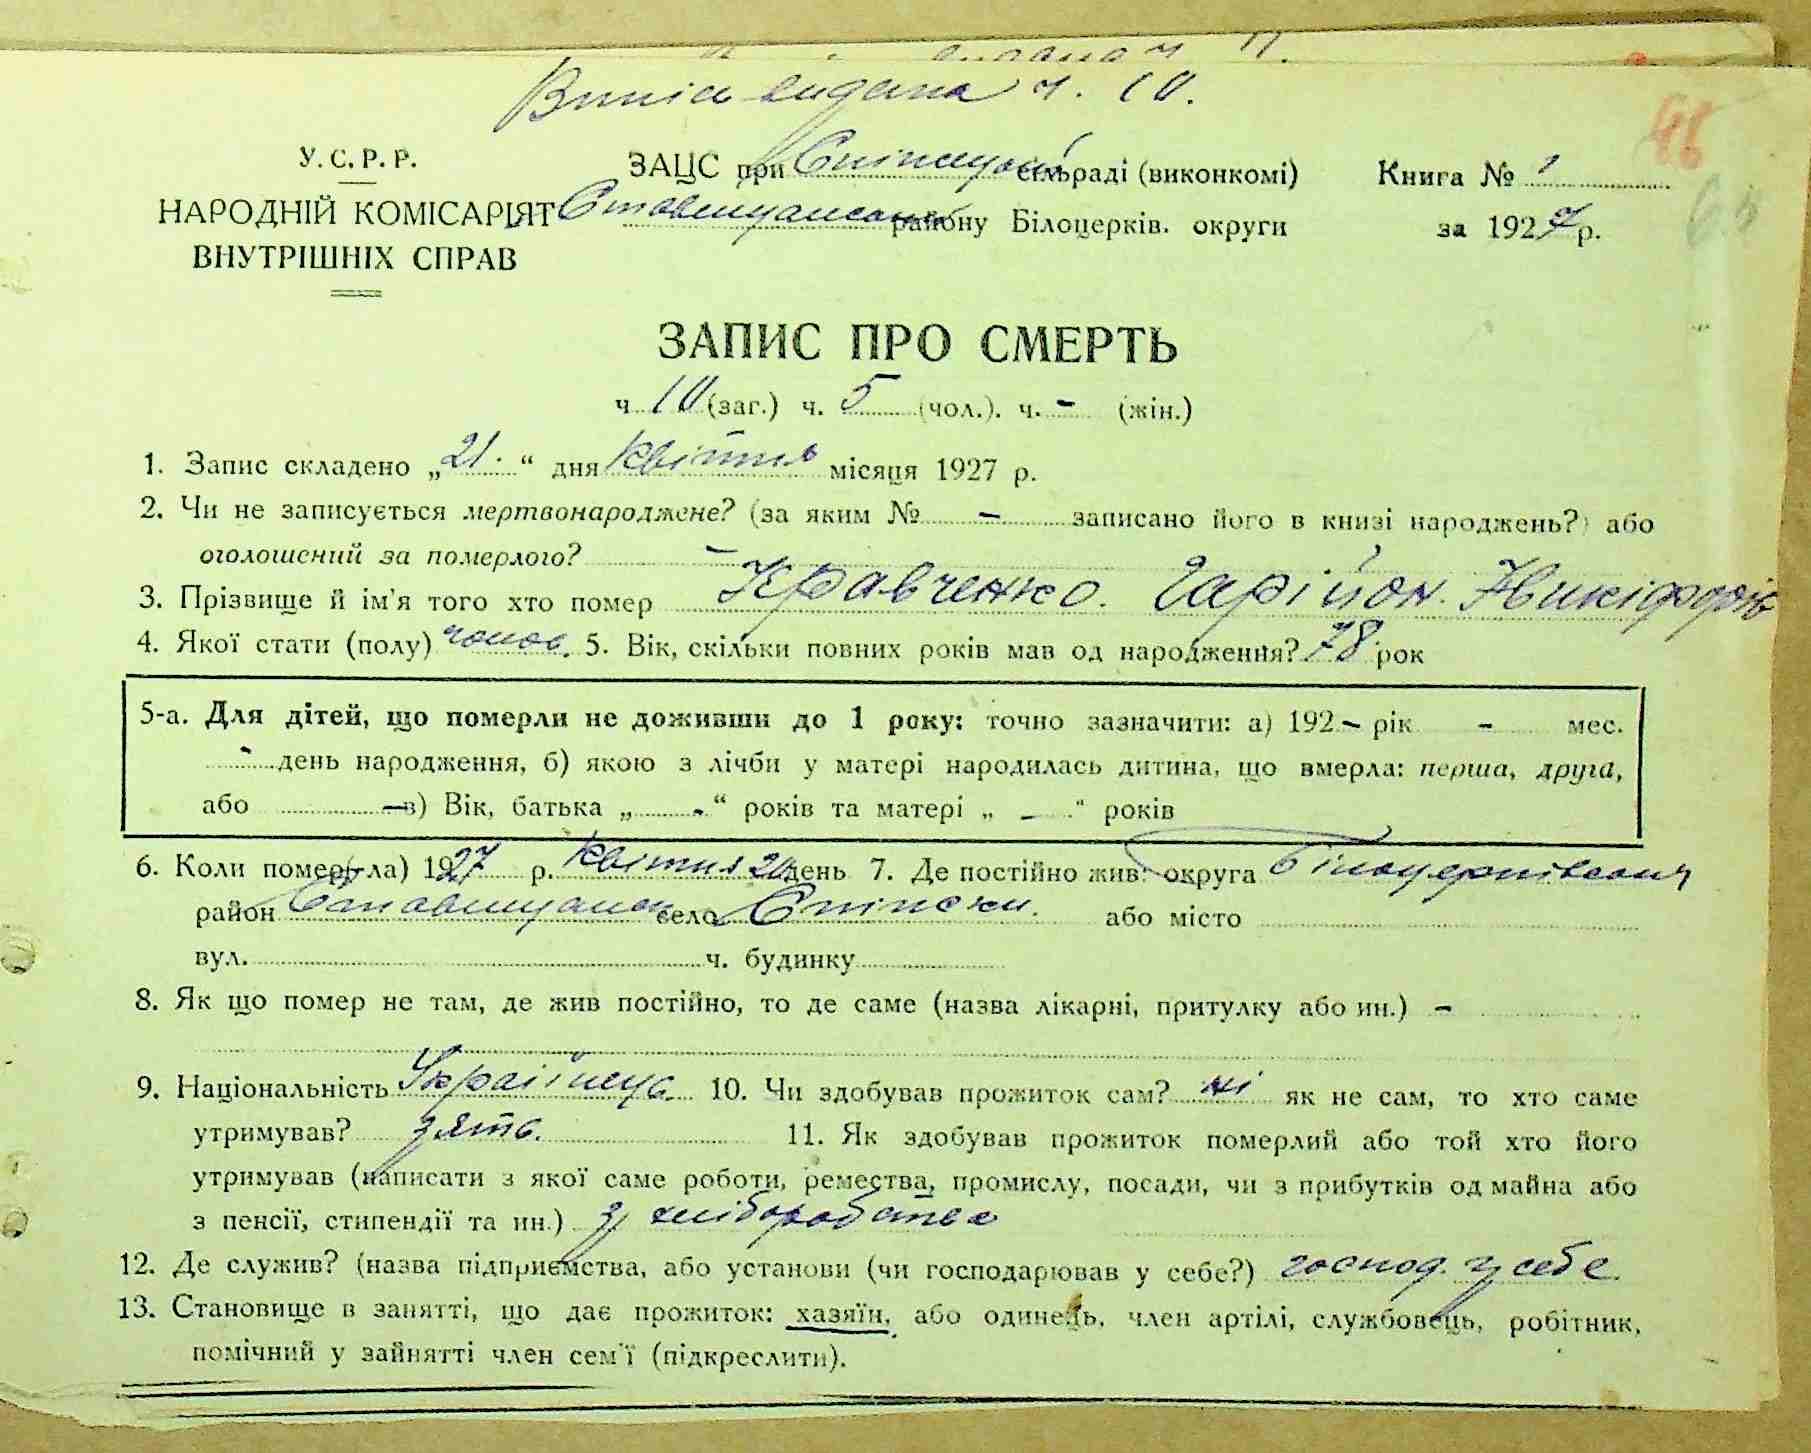 Випис видана ч. 10.
46
У.С.Р.Р.
НАРОДНІЙ КОМІСАРІЯТ
ВНУТРІШНІХ СПРАВ
ЗАЦС при сільраді (виконкомі)
району Білоцерків. округи
Книга № 1
за 1927 р.
ЗАПИС ПРО СМЕРТЬ
ч 10 (заг.) ч. 5 (чол.). ч. - (жін.)
1. Запис складено „21.“ дня Квітня місяця 1927 р.
2. Чи не записується мертвонароджене? (за яким № - записано його в книзі народжень?) або
оголошений за померлого? -
3. Прізвище й ім'я того хто помер Кравченко. Гарійон. Никіфорів
4. Якої стати (полу) чолов. 5. Вік, скільки повних років мав од народження? 78 рок
5-а. Для дітей, що померли не доживши до 1 року: точно зазначити: а) 192 - рік - мес.
- день народження, б) якою з лічби у матері народилась дитина, що вмерла: перша, друга,
або - в) Вік, батька „ - “ років та матері „ - “ років
6. Коли помер(-ла) 1927 р. Квітня 20 день 7. Де постійно жив: округа Білоцерківськ
район село Єпіпски. або місто
вул. ч. будинку
8. Як що помер не там, де жив постійно, то де саме (назва лікарні, притулку або ин.) -
9. Національність Українець. 10. Чи здобував прожиток сам? ні як не сам, то хто саме
утримував? зять. 11. Як здобував прожиток померлий або той хто його
утримував (написати з якої саме роботи, ремества, промислу, посади, чи з прибутків од майна або
з пенсії, стипендії та ин.) з хліборобства
12. Де служив? (назва підприємства, або установи (чи господарював у себе?) господ. у себе
13. Становище в занятті, що дає прожиток: хазяїн, або одинець, член артілі, службовець, робітник,
помічний у зайнятті член сем'ї (підкреслити).